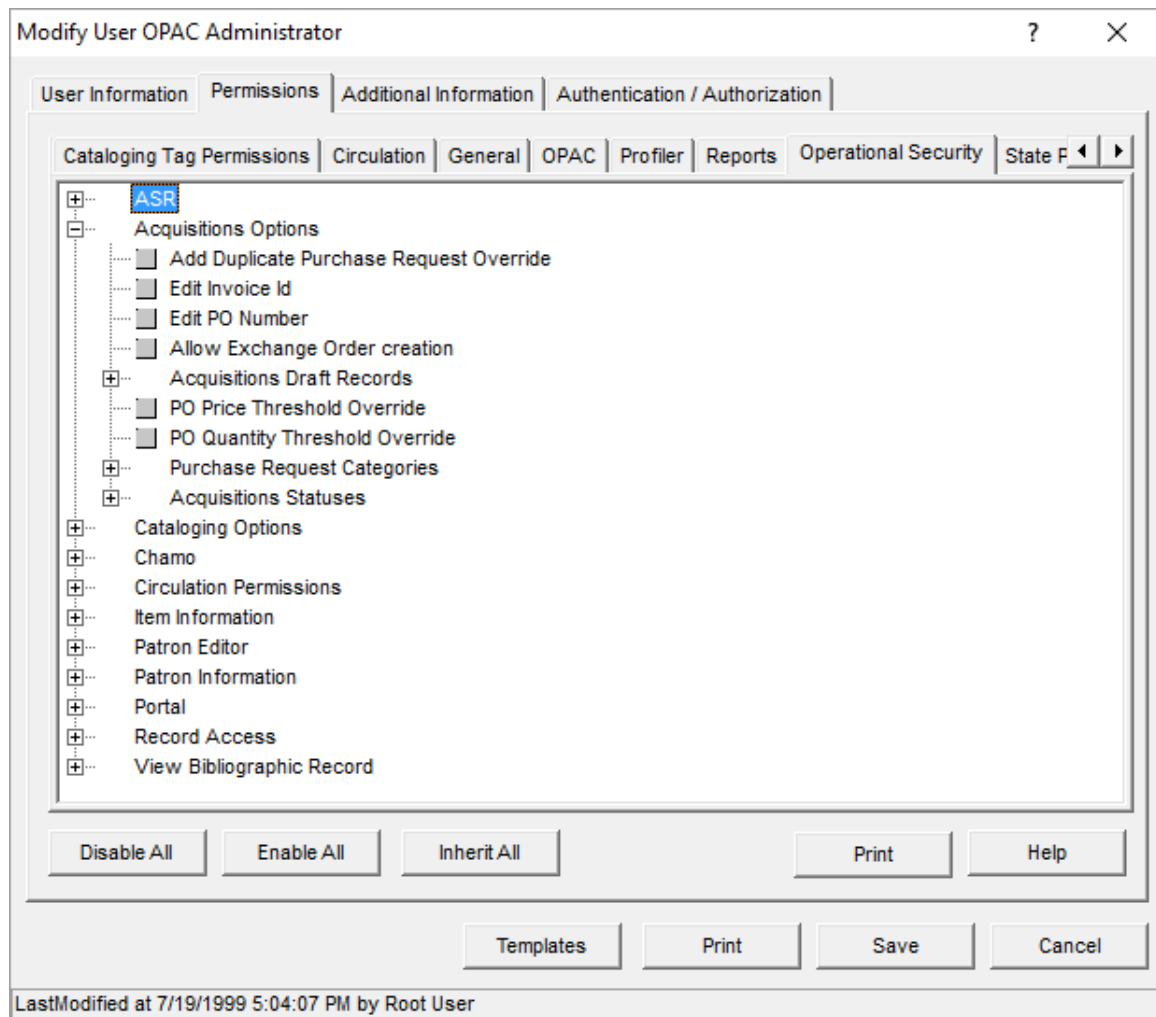 Modify User OPAC Administrator ?
User Information Permissions Additional Information Authentication / Authorization
Cataloging Tag Permissions Circulation General OPAC Profiler Reports Operational Security State
ASR
Acquisitions Options
Add Duplicate Purchase Request Override
Edit Invoice Id
Edit PO Number
Allow Exchange Order creation
Acquisitions Draft Records
PO Price Threshold Override
PO Quantity Threshold Override
Purchase Request Categories
Acquisitions Statuses
Cataloging Options
Chamo
Circulation Permissions
Item Information
Patron Editor
Patron Information
Portal
Record Access
View Bibliographic Record
Disable All Enable All Inherit All Print Help
Templates Print Save Cancel
LastModified at 7/19/1999 5:04:07 PM by Root User